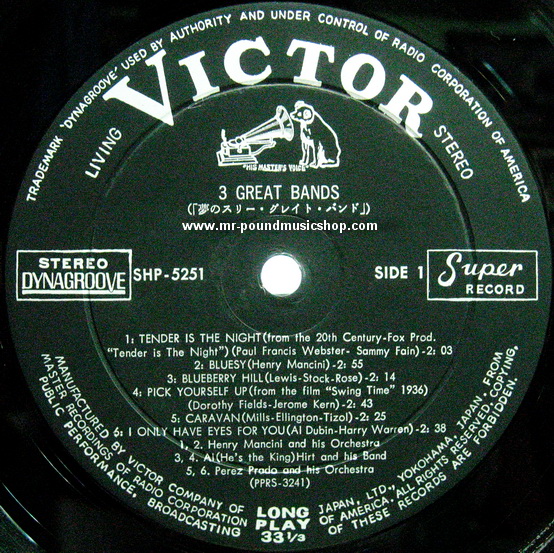 TRADEMARK 'DYNAGROOVE' USED BY AUTHORITY AND UNDER CONTROL OF RADIO CORPORATION OF AMERICA
LIVING
VICTOR
STEREO
"HIS MASTER'S VOICE"
3 GREAT BANDS
(「夢のスリー・グレイト・バンド」)
www.mr-poundmusicshop.com
STEREO
DYNAGROOVE
SHP-5251
SIDE 1
Super
RECORD
1: TENDER IS THE NIGHT(from the 20th Century-Fox Prod.
"Tender is The Night") (Paul Francis Webster- Sammy Fain)-2: 03
2: BLUESY(Henry Mancini)-2: 55
3: BLUEBERRY HILL(Lewis-Stock-Rose)-2: 14
4: PICK YOURSELF UP(from the film "Swing Time" 1936)
(Dorothy Fields-Jerome Kern)-2: 43
5: CARAVAN(Mills-Ellington-Tizol)-2: 25
6: I ONLY HAVE EYES FOR YOU(Al Dubin-Harry Warren)-2: 38
1, 2. Henry Mancini and his Orchestra
3, 4. Al(He's the King)Hirt and his Band
5, 6. Perez Prado and his Orchestra
(PPRS-3241)
MANUFACTURED BY VICTOR COMPANY OF JAPAN, LTD., YOKOHAMA, JAPAN. FROM
MASTER RECORDINGS OF RADIO CORPORATION OF AMERICA. ALL RIGHTS RESERVED. COPYING,
PUBLIC PERFORMANCE, BROADCASTING OF THESE RECORDS ARE FORBIDDEN.
LONG
PLAY
33 1/3